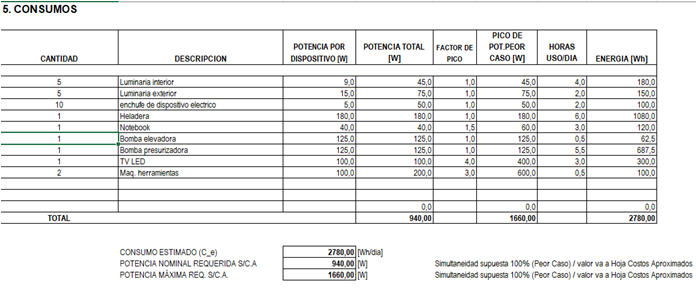 5. CONSUMOS
CANTIDAD DESCRIPCION POTENCIA POR DISPOSITIVO [W] POTENCIA TOTAL [W] FACTOR DE PICO PICO DE POT.PEOR CASO [W] HORAS USO/DIA ENERGIA [Wh]
5 Luminaria interior 9,0 45,0 1,0 45,0 4,0 180,0
5 Luminaria exterior 15,0 75,0 1,0 75,0 2,0 150,0
10 enchufe de dispositivo electrico 5,0 50,0 1,0 50,0 2,0 100,0
1 Heladera 180,0 180,0 1,0 180,0 6,0 1080,0
1 Notebook 40,0 40,0 1,5 60,0 3,0 120,0
1 Bomba elevadora 125,0 125,0 1,0 125,0 0,5 62,5
1 Bomba presurizadora 125,0 125,0 1,0 125,0 5,5 687,5
1 TV LED 100,0 100,0 4,0 400,0 3,0 300,0
2 Maq. herramientas 100,0 200,0 3,0 600,0 0,5 100,0
0,0 0,0 0,0
TOTAL 940,00 1660,00 2780,00
CONSUMO ESTIMADO (C_e) 2780,00 [Wh/dia]
POTENCIA NOMINAL REQUERIDA S/C.A 940,00 [W] Simultaneidad supuesta 100% (Peor Caso) / valor va a Hoja Costos Aproximados
POTENCIA MÁXIMA REQ. S/C.A. 1660,00 [W] Simultaneidad supuesta 100% (Peor Caso) / valor va a Hoja Costos Aproximados